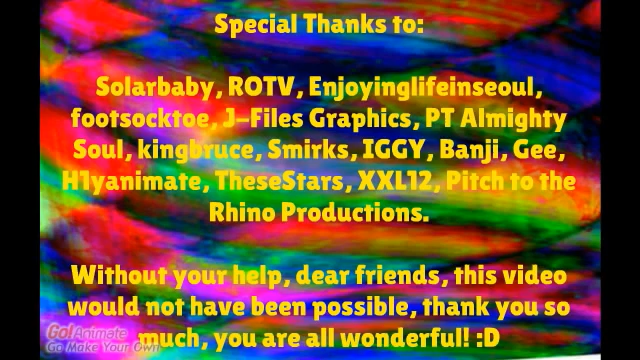 Special Thanks to:
Solarbaby, ROTV, Enjoyinglifeinseoul,
footsocktoe, J-Files Graphics, PT Almighty
Soul, kingbruce, Smirks, IGGY, Banji, Gee,
H1yanimate, TheseStars, XXL12, Pitch to the
Rhino Productions.
Without your help, dear friends, this video
would not have been possible, thank you so
much, you are all wonderful! :D
Go!Animate
Go Make Your Own